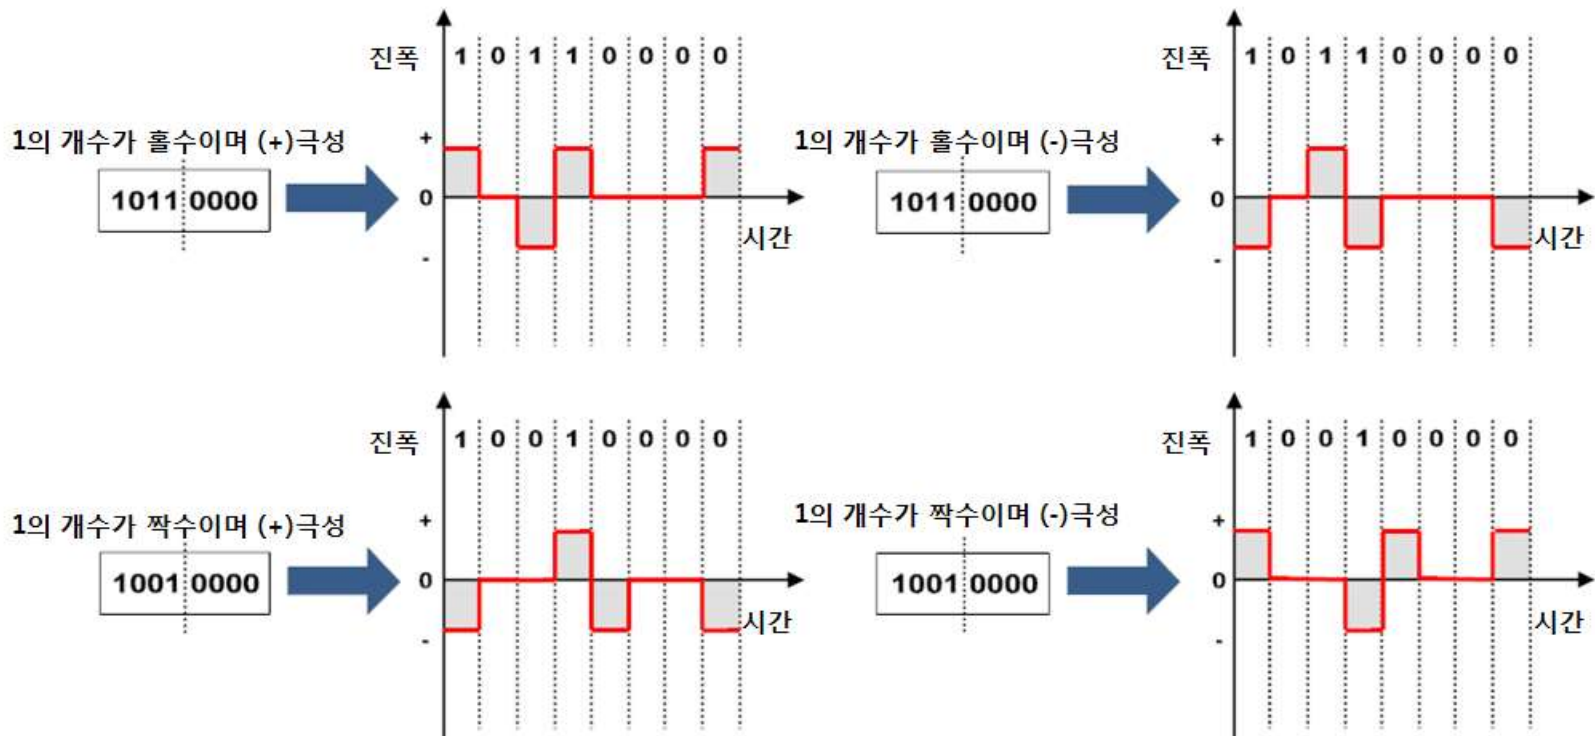 진폭 1 0 1 1 0 0 0 0
1의 개수가 홀수이며 (+)극성
1011 0000
+
0
-
시간
진폭 1 0 1 1 0 0 0 0
1의 개수가 홀수이며 (-)극성
1011 0000
+
0
-
시간
진폭 1 0 0 1 0 0 0 0
1의 개수가 짝수이며 (+)극성
1001 0000
+
0
-
시간
진폭 1 0 0 1 0 0 0 0
1의 개수가 짝수이며 (-)극성
1001 0000
+
0
-
시간